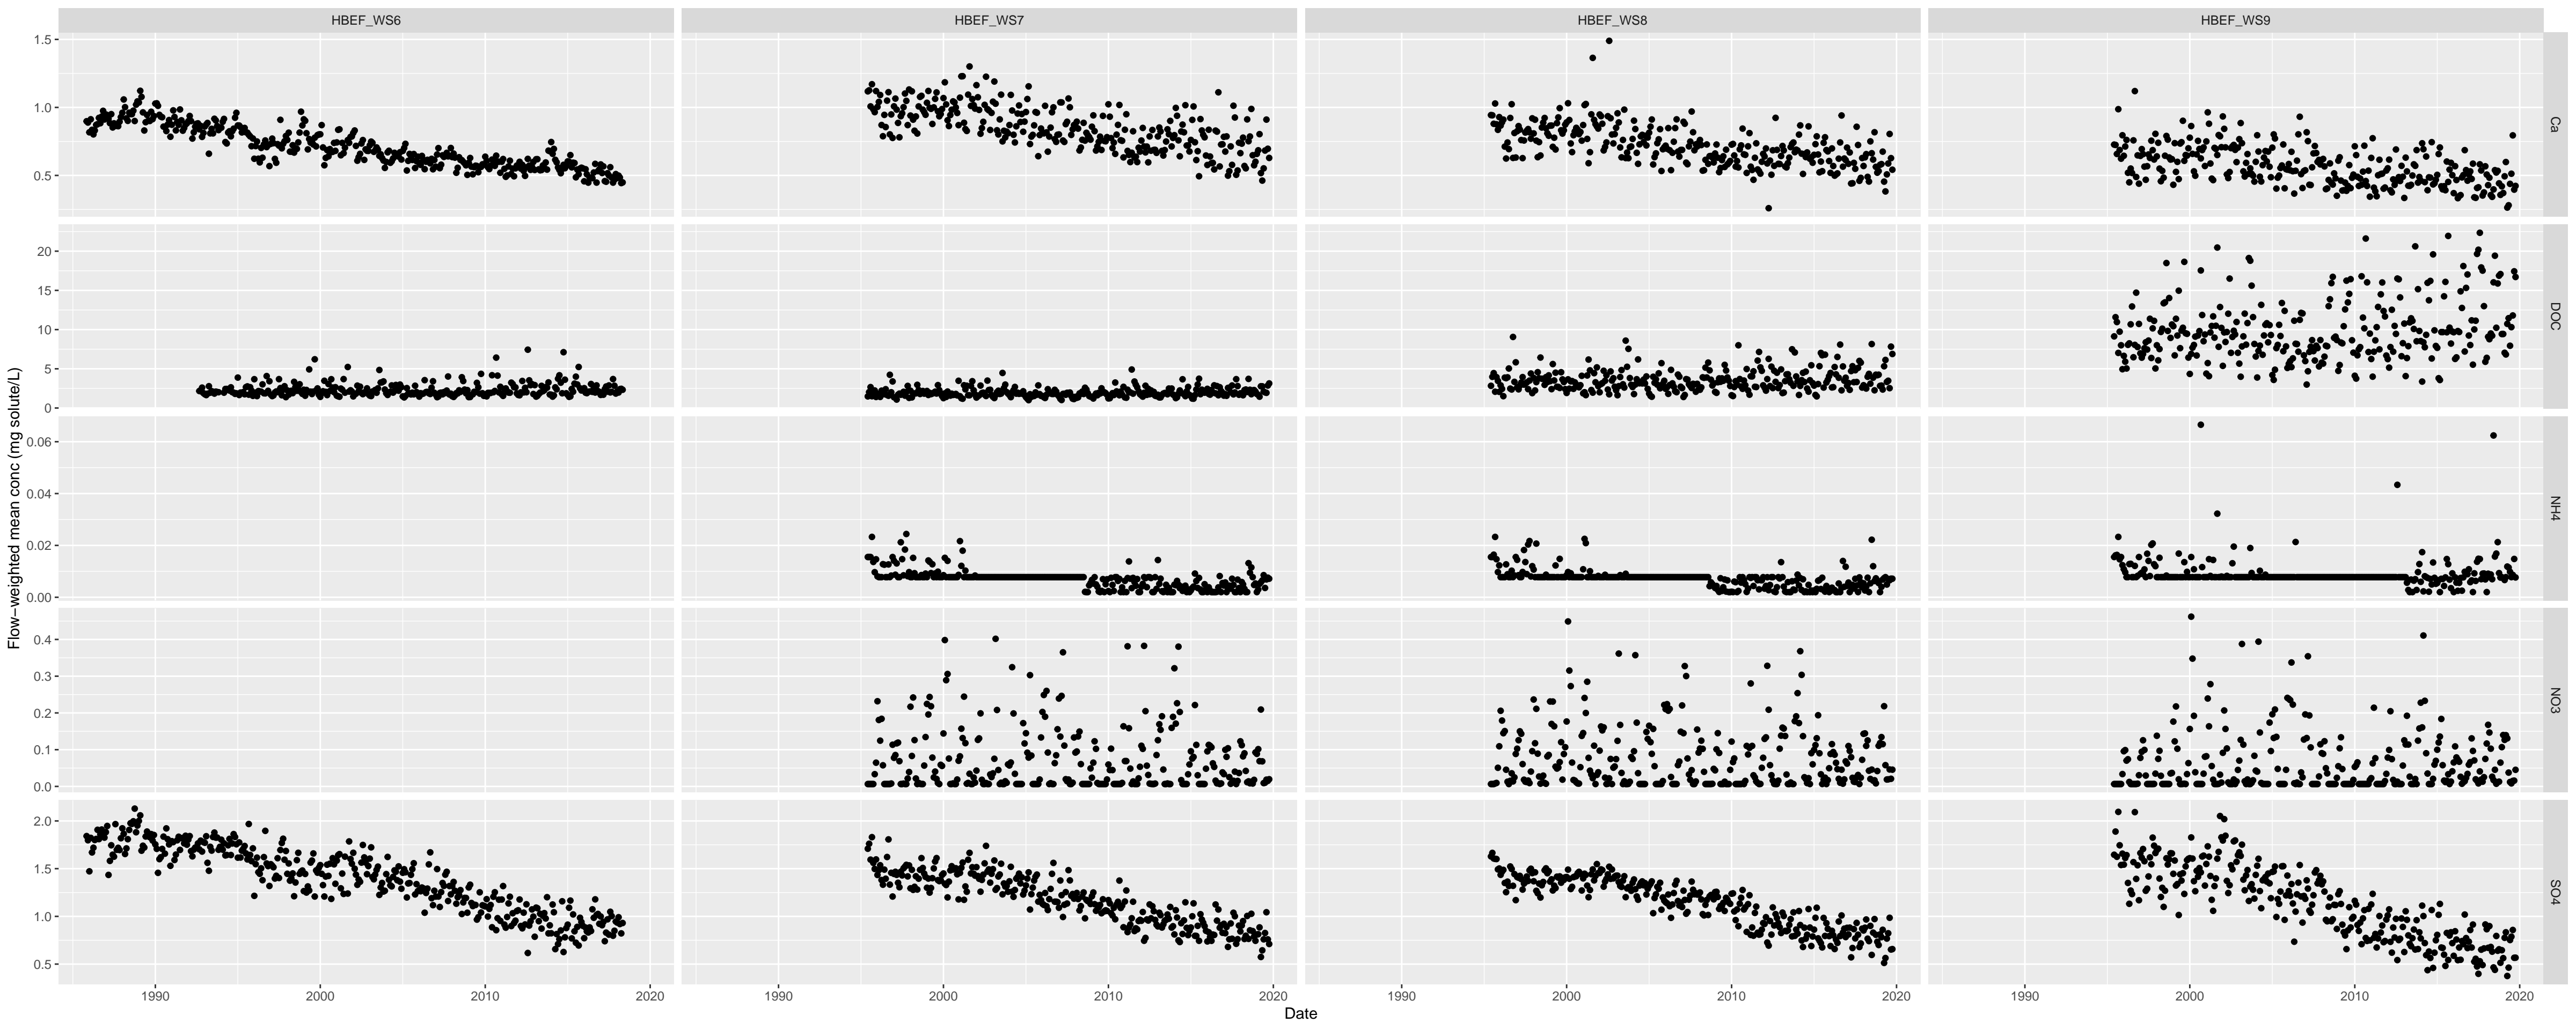 HBEF_WS6 HBEF_WS7 HBEF_WS8 HBEF_WS9
1.5
1.0
0.5
Ca
20
15
10
5
0
DOC
0.06
0.04
0.02
0.00
NH4
0.4
0.3
0.2
0.1
0.0
NO3
2.0
1.5
1.0
0.5
SO4
Flow−weighted mean conc (mg solute/L)
1990 2000 2010 2020 1990 2000 2010 2020 1990 2000 2010 2020 1990 2000 2010 2020
Date